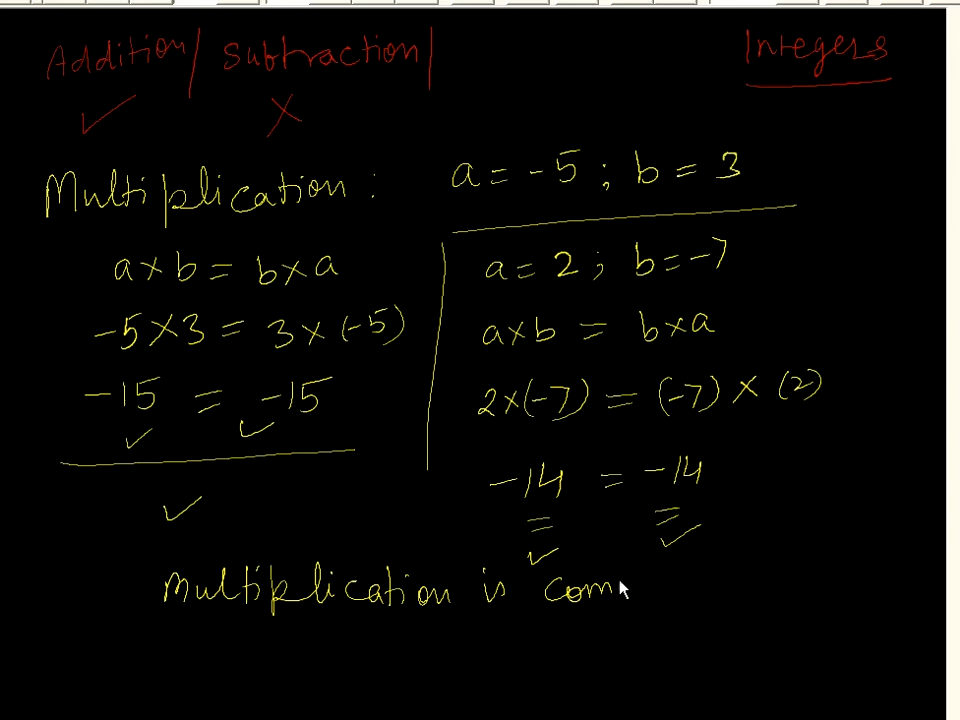 Addition/ Subtraction/
Integers
✓ ×
Multiplication : a = -5 ; b = 3
a × b = b × a
-5 × 3 = 3 × (-5)
-15 = -15
✓ ✓
✓
a = 2 ; b = -7
a × b = b × a
2 × (-7) = (-7) × (2)
-14 = -14
= =
✓ ✓
Multiplication is com